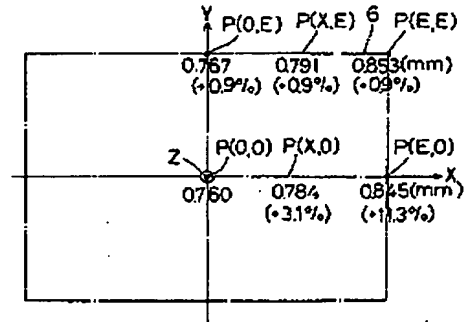 Y
P(0,E) P(X,E) 6 P(E,E)
0.767 0.791 0.853(mm)
(+0.9%) (+0.9%) (+0.9%)
Z P(0,0) P(X,0) P(E,0)
X
0.760 0.784 0.845(mm)
(+3.1%) (+11.3%)